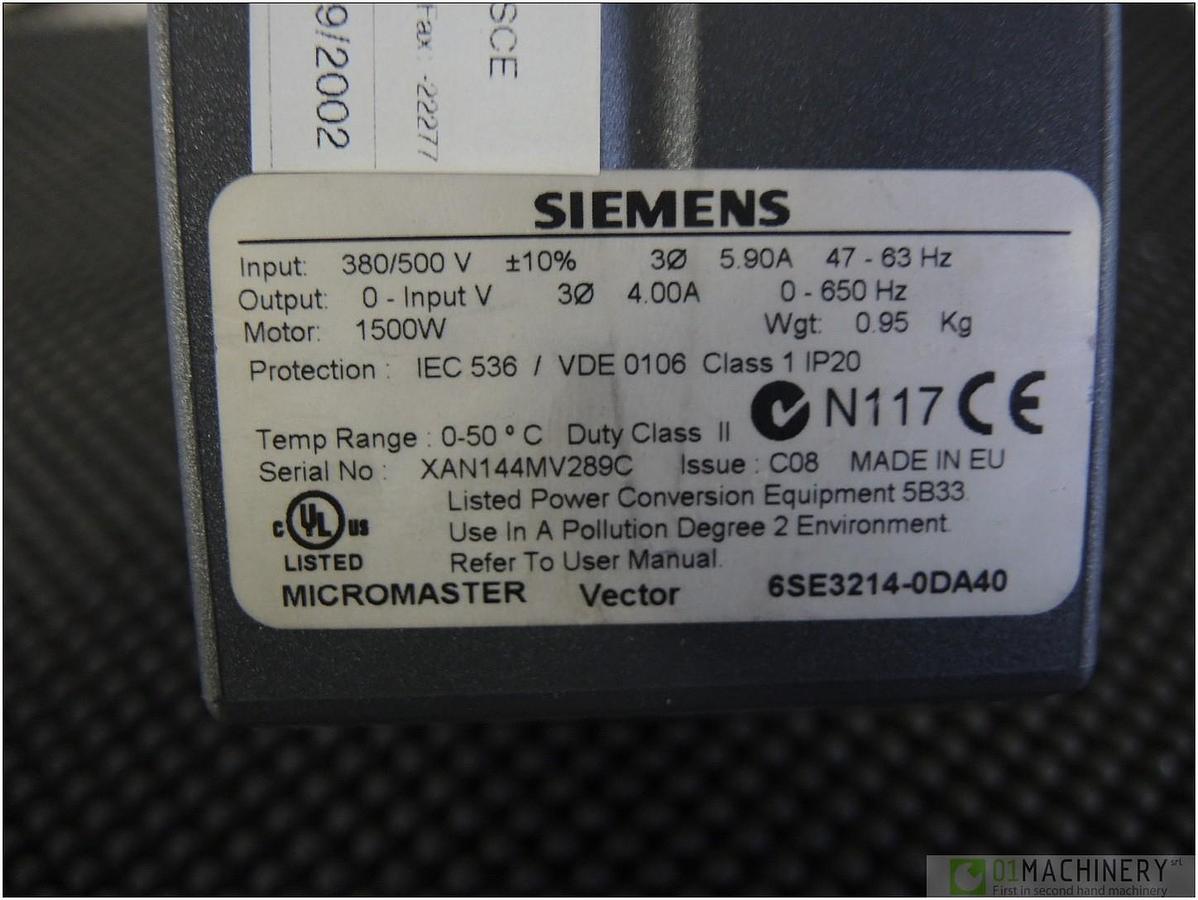 SCE
Fax: -22277
9/2002
SIEMENS
Input: 380/500 V ±10% 3Ø 5.90A 47 - 63 Hz
Output: 0 - Input V 3Ø 4.00A 0 - 650 Hz
Motor: 1500W Wgt: 0.95 Kg
Protection : IEC 536 / VDE 0106 Class 1 IP20
N117 CE
Temp Range : 0-50 ° C Duty Class II
Serial No : XAN144MV289C Issue : C08 MADE IN EU
Listed Power Conversion Equipment 5B33.
C UL US
Use In A Pollution Degree 2 Environment.
LISTED Refer To User Manual.
MICROMASTER Vector 6SE3214-0DA40
01MACHINERY srl
First in second hand machinery